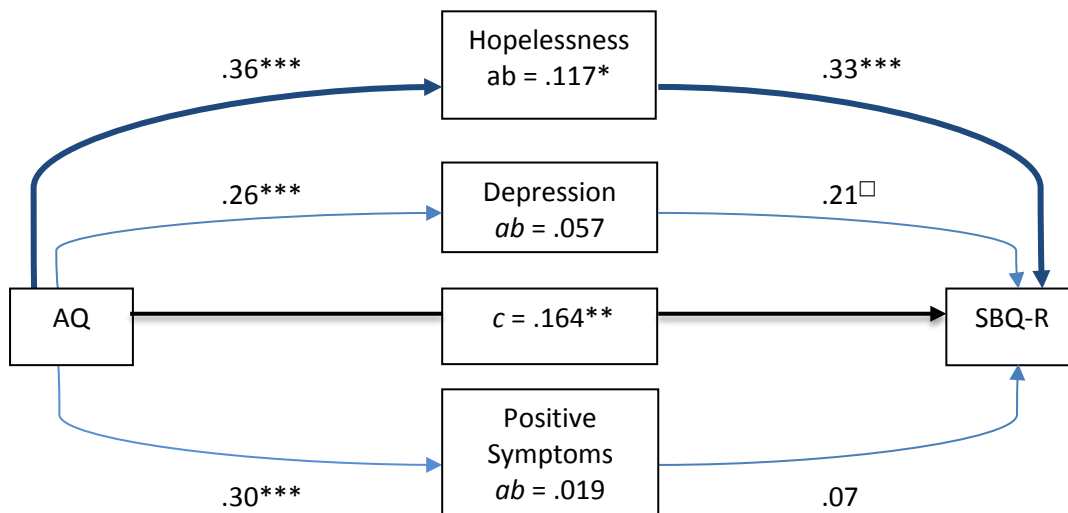 Hopelessness
ab = .117*
.36***
.33***
Depression
ab = .057
.26***
.21□
AQ
c = .164**
SBQ-R
Positive
Symptoms
ab = .019
.30***
.07